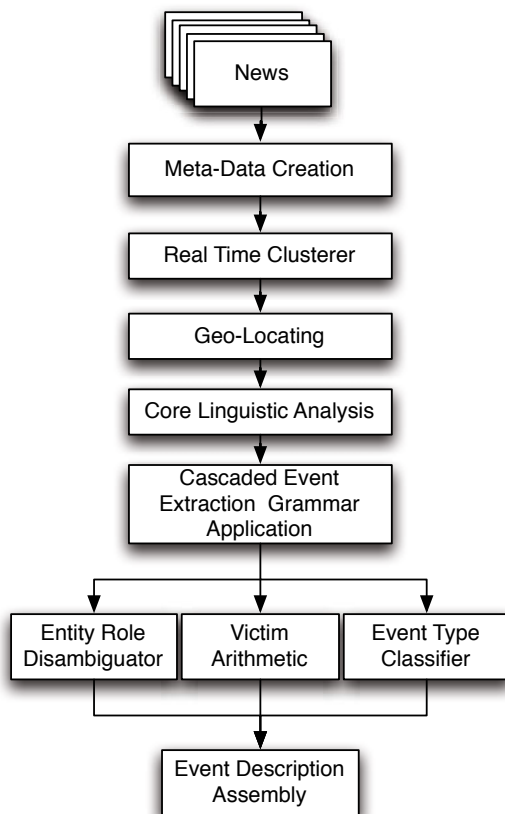 News
Meta-Data Creation
Real Time Clusterer
Geo-Locating
Core Linguistic Analysis
Cascaded Event
Extraction Grammar
Application
Entity Role
Disambiguator
Victim
Arithmetic
Event Type
Classifier
Event Description
Assembly